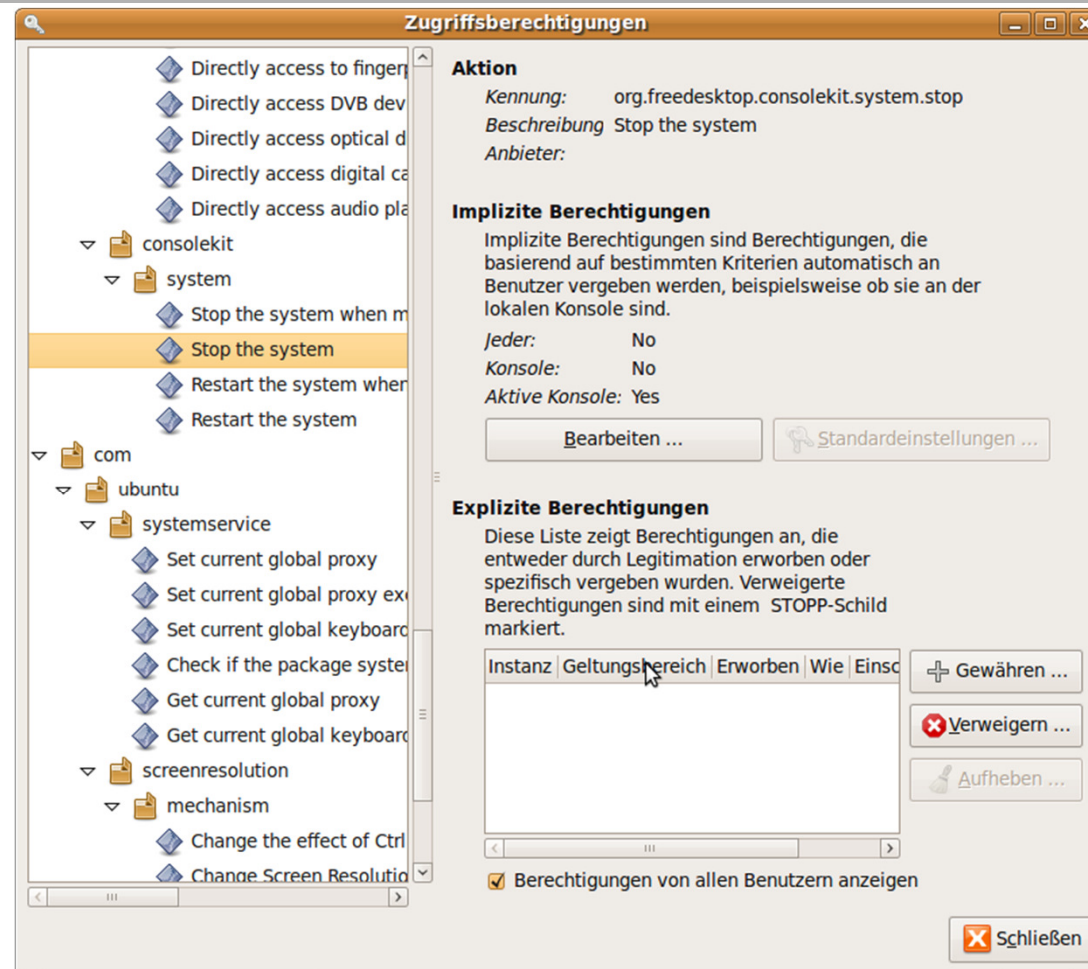 Zugriffsberechtigungen
Directly access to finger
Directly access DVB dev
Directly access optical d
Directly access digital ca
Directly access audio pla
consolekit
system
Stop the system when m
Stop the system
Restart the system when
Restart the system
com
ubuntu
systemservice
Set current global proxy
Set current global proxy ex
Set current global keyboard
Check if the package system
Get current global proxy
Get current global keyboard
screenresolution
mechanism
Change the effect of Ctrl
Change Screen Resolutio
Aktion
Kennung: org.freedesktop.consolekit.system.stop
Beschreibung Stop the system
Anbieter:
Implizite Berechtigungen
Implizite Berechtigungen sind Berechtigungen, die
basierend auf bestimmten Kriterien automatisch an
Benutzer vergeben werden, beispielsweise ob sie an der
lokalen Konsole sind.
Jeder: No
Konsole: No
Aktive Konsole: Yes
Bearbeiten ...
Standardeinstellungen ...
Explizite Berechtigungen
Diese Liste zeigt Berechtigungen an, die
entweder durch Legitimation erworben oder
spezifisch vergeben wurden. Verweigerte
Berechtigungen sind mit einem STOPP-Schild
markiert.
Instanz Geltungsbereich Erworben Wie Einsc
Gewähren ...
Verweigern ...
Aufheben ...
Berechtigungen von allen Benutzern anzeigen
Schließen